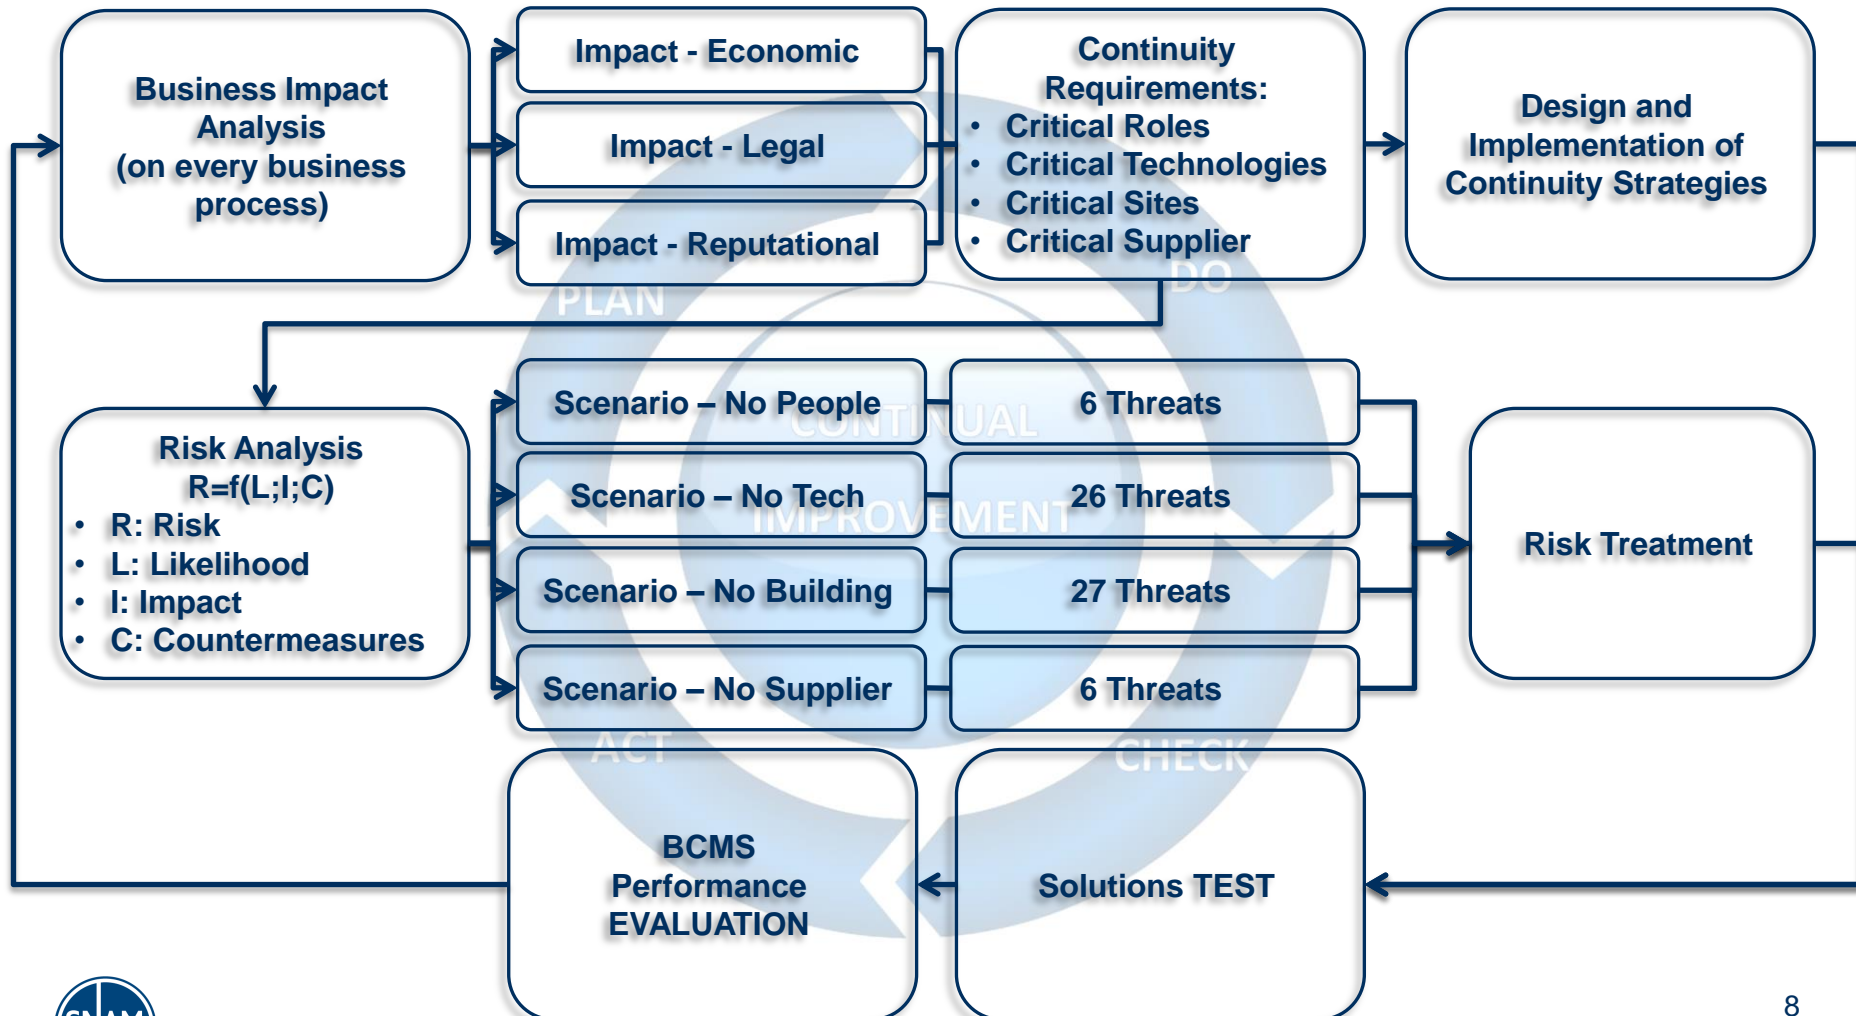 Business Impact
Analysis
(on every business
process)
Impact - Economic
Impact - Legal
Impact - Reputational
Continuity
Requirements:
• Critical Roles
• Critical Technologies
• Critical Sites
• Critical Supplier
Design and
Implementation of
Continuity Strategies
PLAN
DO
Risk Analysis
R=f(L;I;C)
• R: Risk
• L: Likelihood
• I: Impact
• C: Countermeasures
Scenario – No People
6 Threats
Scenario – No Tech
26 Threats
Scenario – No Building
27 Threats
Scenario – No Supplier
6 Threats
CONTINUAL
IMPROVEMENT
Risk Treatment
ACT
CHECK
BCMS
Performance
EVALUATION
Solutions TEST
SNAM
8